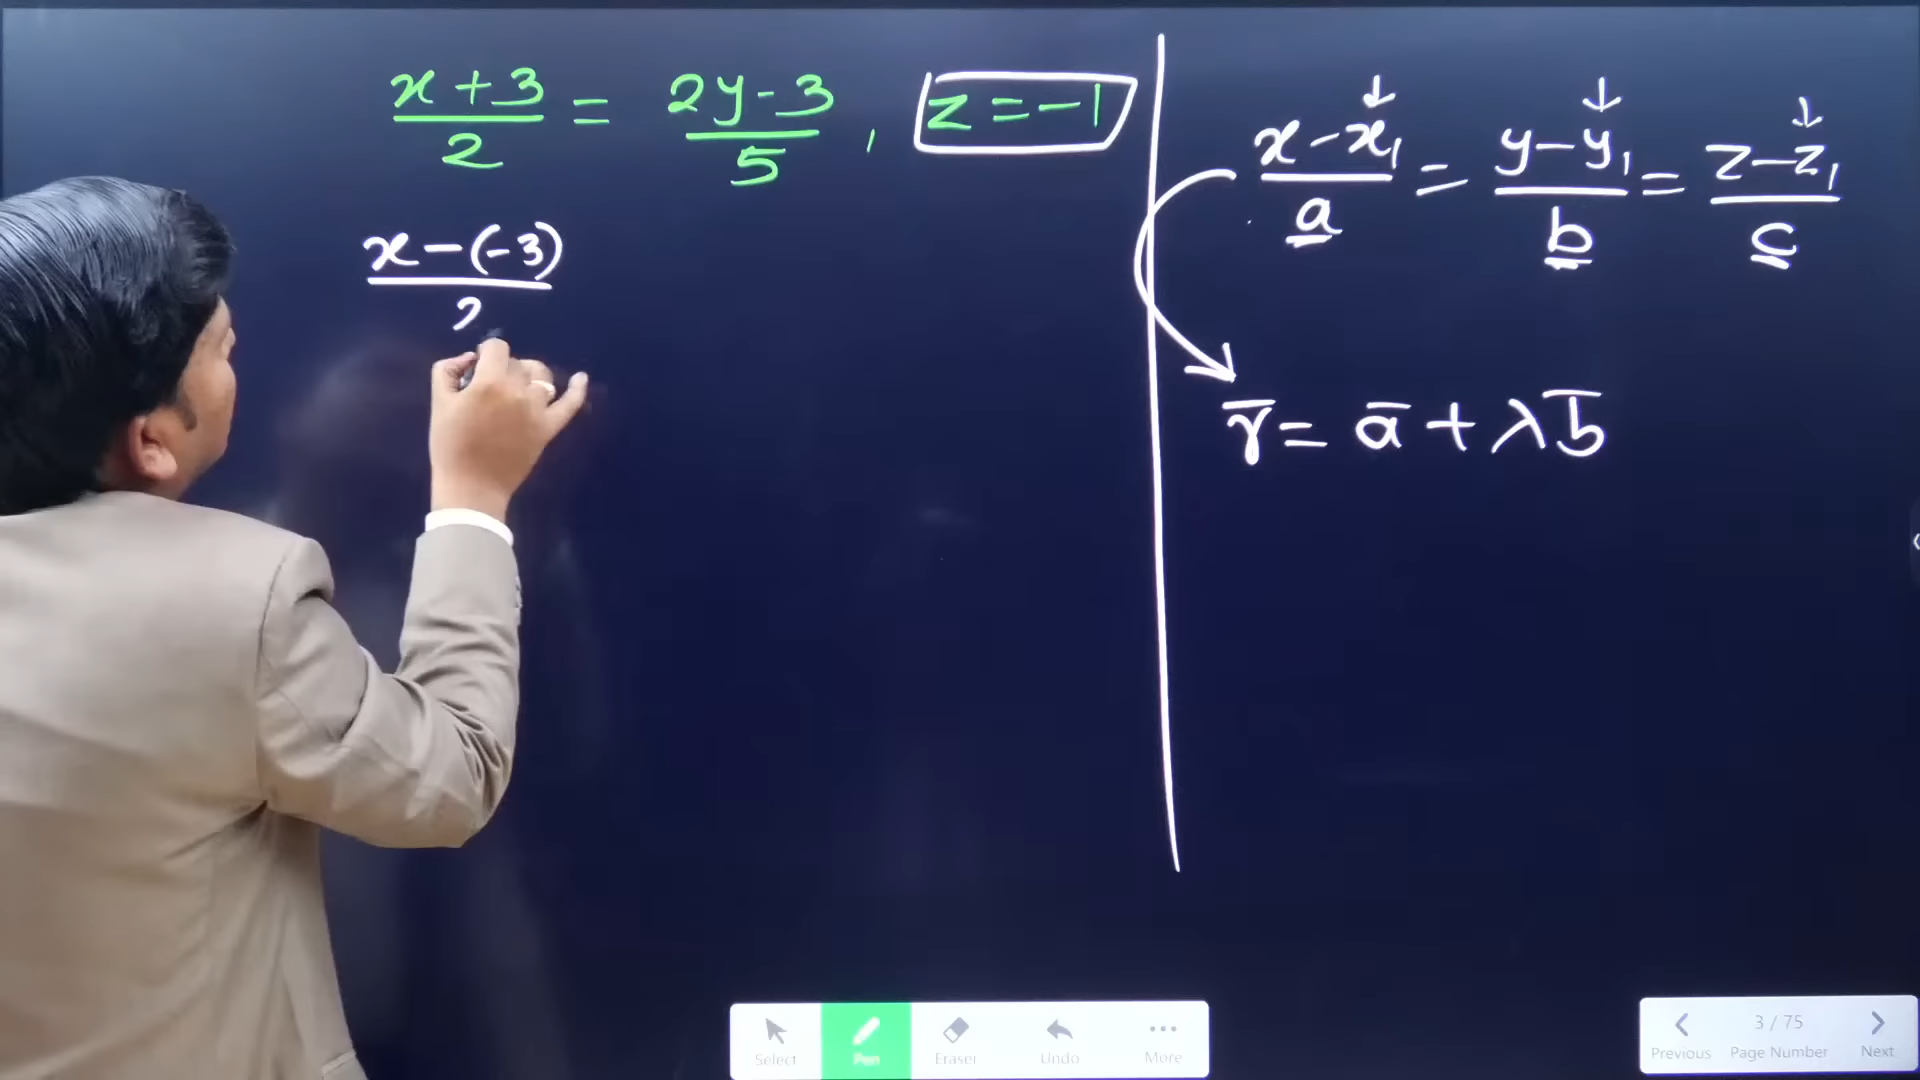 x+3/2 = 2y-3/5 , z=-1
x-(-3)/2
x-x₁/a = y-y₁/b = z-z₁/c
r̄ = ā + λb̄
Select Pen Eraser Undo More
3 / 75
Previous Page Number Next